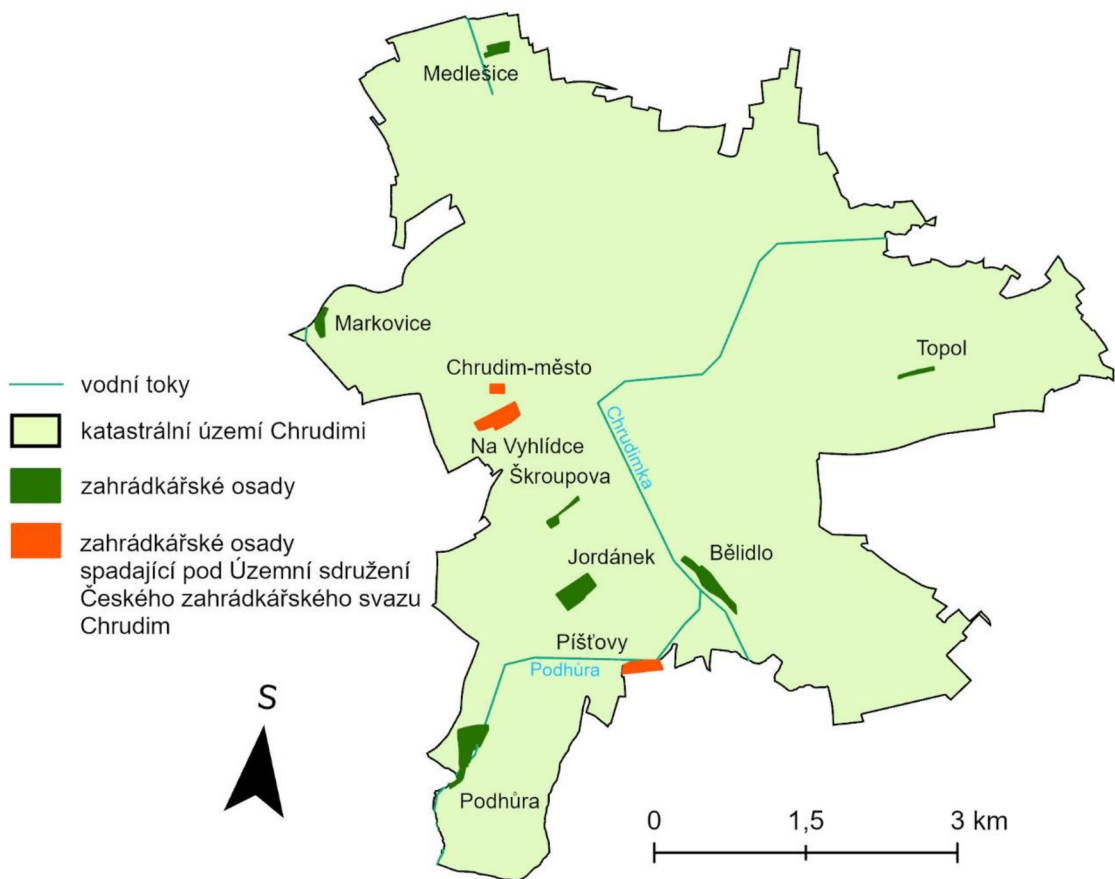 Medlešice
Markovice
Topol
Chrudim-město
vodní toky
Chrudimka
katastrální území Chrudimi
Na Vyhlídce
Škroupova
zahrádkářské osady
zahrádkářské osady
spadající pod Územní sdružení
Českého zahrádkářského svazu
Chrudim
Jordánek
Bělidlo
Píšťovy
Podhůra
S
Podhůra
0 1,5 3 km